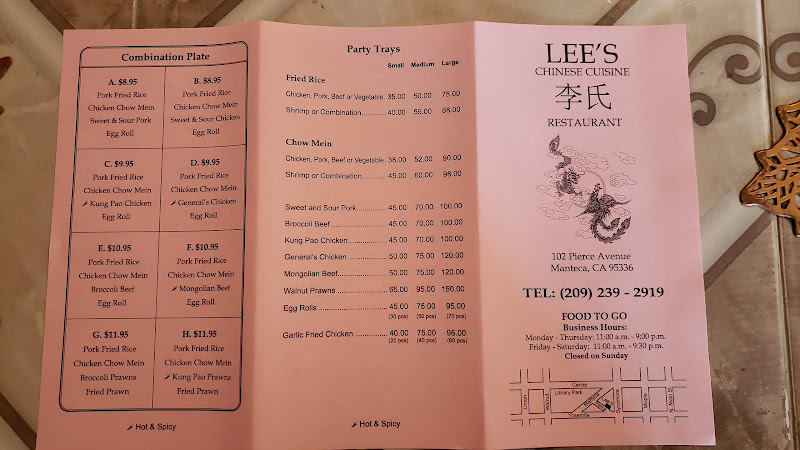 Combination Plate
A. $8.95
Pork Fried Rice
Chicken Chow Mein
Sweet & Sour Pork
Egg Roll
B. $8.95
Pork Fried Rice
Chicken Chow Mein
Sweet & Sour Chicken
Egg Roll
C. $9.95
Pork Fried Rice
Chicken Chow Mein
Kung Pao Chicken
Egg Roll
D. $9.95
Pork Fried Rice
Chicken Chow Mein
General's Chicken
Egg Roll
E. $10.95
Pork Fried Rice
Chicken Chow Mein
Broccoli Beef
Egg Roll
F. $10.95
Pork Fried Rice
Chicken Chow Mein
Mongolian Beef
Egg Roll
G. $11.95
Pork Fried Rice
Chicken Chow Mein
Broccoli Prawns
Fried Prawn
H. $11.95
Pork Fried Rice
Chicken Chow Mein
Kung Pao Prawns
Fried Prawn
Hot & Spicy
Party Trays
Small Medium Large
Fried Rice
Chicken, Pork, Beef or Vegetable. 35.00 50.00 75.00
Shrimp or Combination........... 40.00 55.00 88.00
Chow Mein
Chicken, Pork, Beef or Vegetable. 38.00 52.00 90.00
Shrimp or Combination........... 45.00 60.00 98.00
Sweet and Sour Pork............... 45.00 70.00 100.00
Broccoli Beef........................... 45.00 70.00 100.00
Kung Pao Chicken................... 45.00 70.00 100.00
General's Chicken................... 50.00 75.00 120.00
Mongolian Beef....................... 50.00 75.00 120.00
Walnut Prawns....................... 65.00 95.00 150.00
Egg Rolls................................ 45.00 75.00 95.00
(30 pcs) (50 pcs) (70 pcs)
Garlic Fried Chicken................ 40.00 75.00 96.00
(20 pcs) (40 pcs) (60 pcs)
Hot & Spicy
LEE'S
CHINESE CUISINE
李氏
RESTAURANT
102 Pierce Avenue
Manteca, CA 95336
TEL: (209) 239 - 2919
FOOD TO GO
Business Hours:
Monday - Thursday: 11:00 a.m. - 9:00 p.m.
Friday - Saturday: 11:00 a.m. - 9:30 p.m.
Closed on Sunday
Center
Library Park
Union
Walnut
Sycamore
Maple
N. Main St
Yosemite